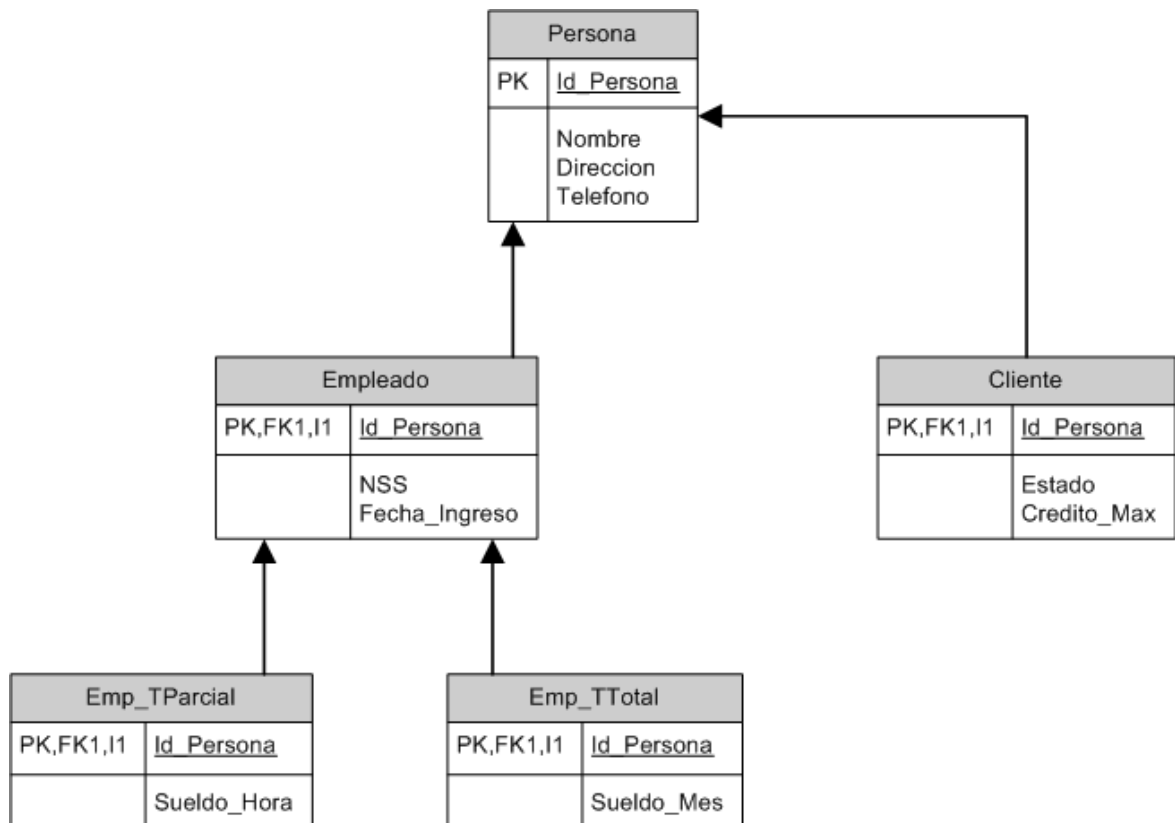 Persona
PK Id_Persona
Nombre
Direccion
Telefono
Empleado
PK,FK1,I1 Id_Persona
NSS
Fecha_Ingreso
Cliente
PK,FK1,I1 Id_Persona
Estado
Credito_Max
Emp_TParcial
PK,FK1,I1 Id_Persona
Sueldo_Hora
Emp_TTotal
PK,FK1,I1 Id_Persona
Sueldo_Mes